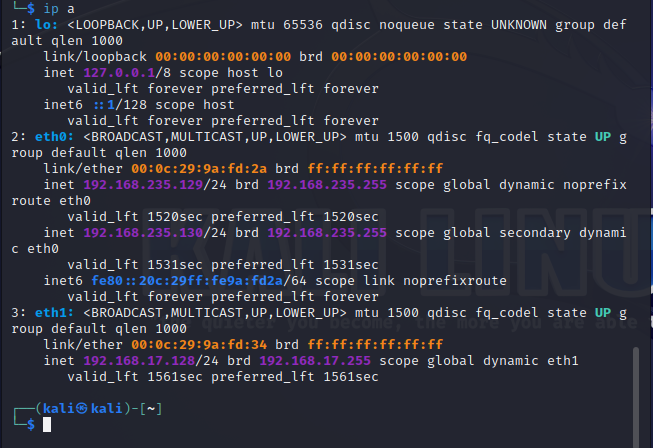 └─$ ip a
1: lo: <LOOPBACK,UP,LOWER_UP> mtu 65536 qdisc noqueue state UNKNOWN group def
ault qlen 1000
    link/loopback 00:00:00:00:00:00 brd 00:00:00:00:00:00
    inet 127.0.0.1/8 scope host lo
       valid_lft forever preferred_lft forever
    inet6 ::1/128 scope host
       valid_lft forever preferred_lft forever
2: eth0: <BROADCAST,MULTICAST,UP,LOWER_UP> mtu 1500 qdisc fq_codel state UP g
roup default qlen 1000
    link/ether 00:0c:29:9a:fd:2a brd ff:ff:ff:ff:ff:ff
    inet 192.168.235.129/24 brd 192.168.235.255 scope global dynamic noprefix
route eth0
       valid_lft 1520sec preferred_lft 1520sec
    inet 192.168.235.130/24 brd 192.168.235.255 scope global secondary dynami
c eth0
       valid_lft 1531sec preferred_lft 1531sec
    inet6 fe80::20c:29ff:fe9a:fd2a/64 scope link noprefixroute
       valid_lft forever preferred_lft forever
3: eth1: <BROADCAST,MULTICAST,UP,LOWER_UP> mtu 1500 qdisc fq_codel state UP g
roup default qlen 1000
    link/ether 00:0c:29:9a:fd:34 brd ff:ff:ff:ff:ff:ff
    inet 192.168.17.128/24 brd 192.168.17.255 scope global dynamic eth1
       valid_lft 1561sec preferred_lft 1561sec

┌──(kali㉿kali)-[~]
└─$